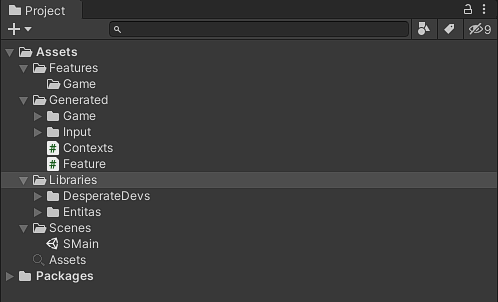 Project
9
Assets
Features
Game
Generated
Game
Input
Contexts
Feature
Libraries
DesperateDevs
Entitas
Scenes
SMain
Assets
Packages